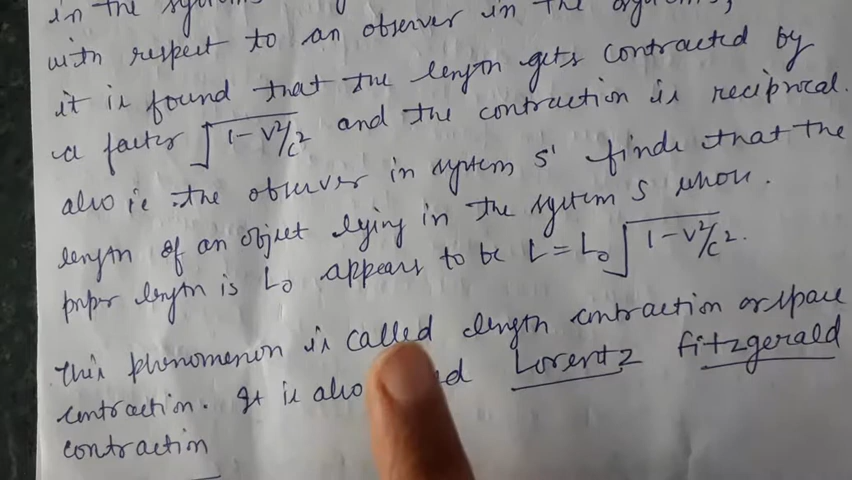 in the system
with respect to an observer in the
it is found that the length gets contracted by
a factor √1-V²/c² and the contraction is reciprocal.
also ie. the observer in system S' finds that the
length of an object lying in the system S whose.
proper length is L₀ appears to be L = L₀√1-V²/c².
This phenomenon is called length contraction or space
contraction. It is also Lorentz fitzgerald
contraction